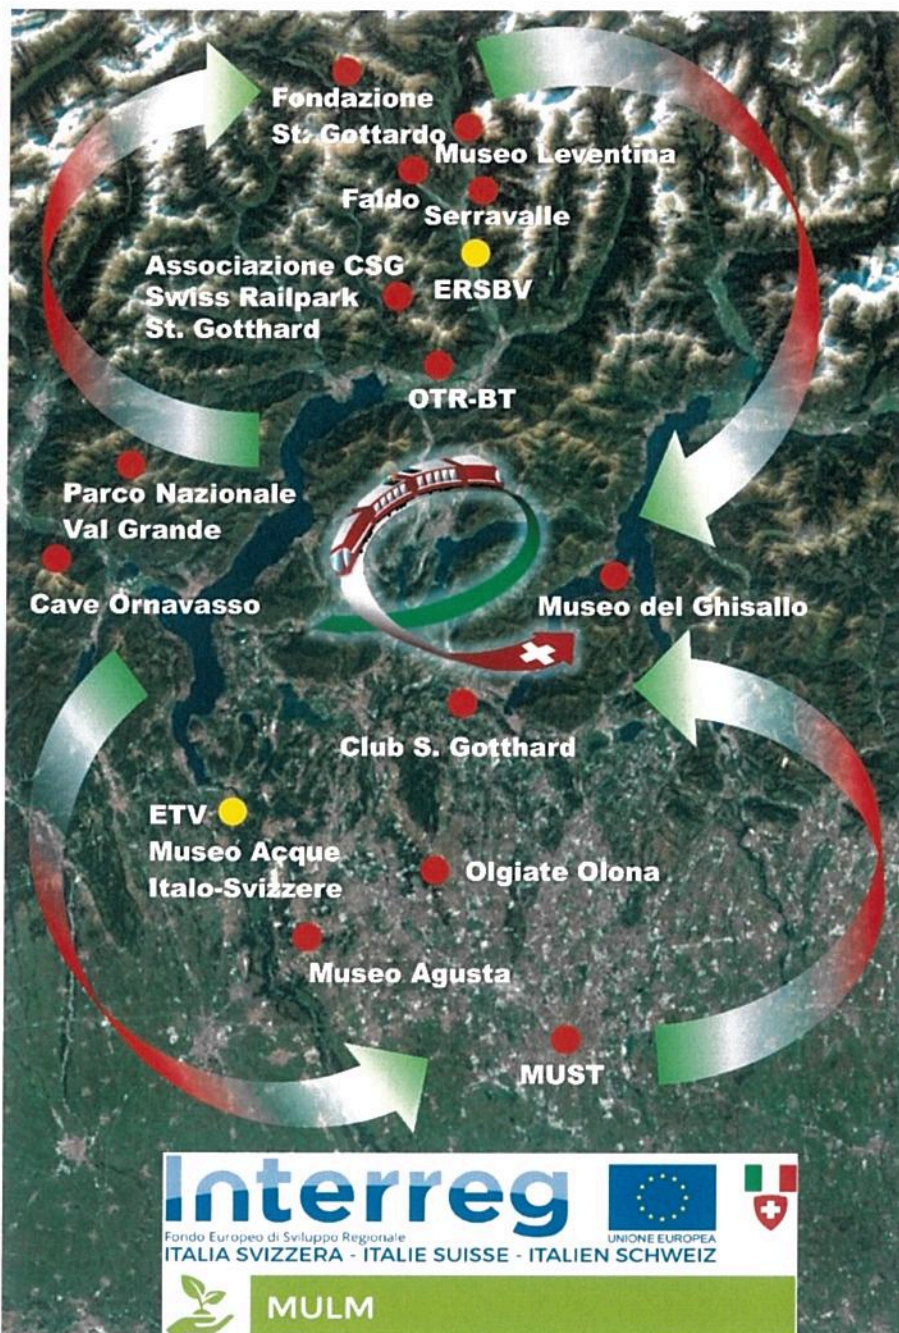 Fondazione
St. Gottardo
Museo Leventina
Faido
Serravalle
Associazione CSG
Swiss Railpark
St. Gotthard
ERSBV
OTR-BT
Parco Nazionale
Val Grande
Cave Ornavasso
Museo del Ghisallo
Club S. Gotthard
ETV
Museo Acque
Italo-Svizzere
Olgiate Olona
Museo Agusta
MUST
Interreg
Fondo Europeo di Sviluppo Regionale
UNIONE EUROPEA
ITALIA SVIZZERA - ITALIE SUISSE - ITALIEN SCHWEIZ
MULM